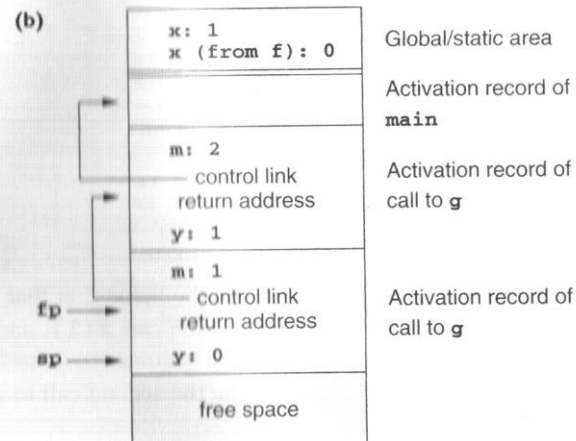 (b)
x: 1
x (from f): 0
Global/static area
Activation record of
main
m: 2
control link
return address
y: 1
Activation record of
call to g
m: 1
control link
return address
y: 0
Activation record of
call to g
fp
sp
free space